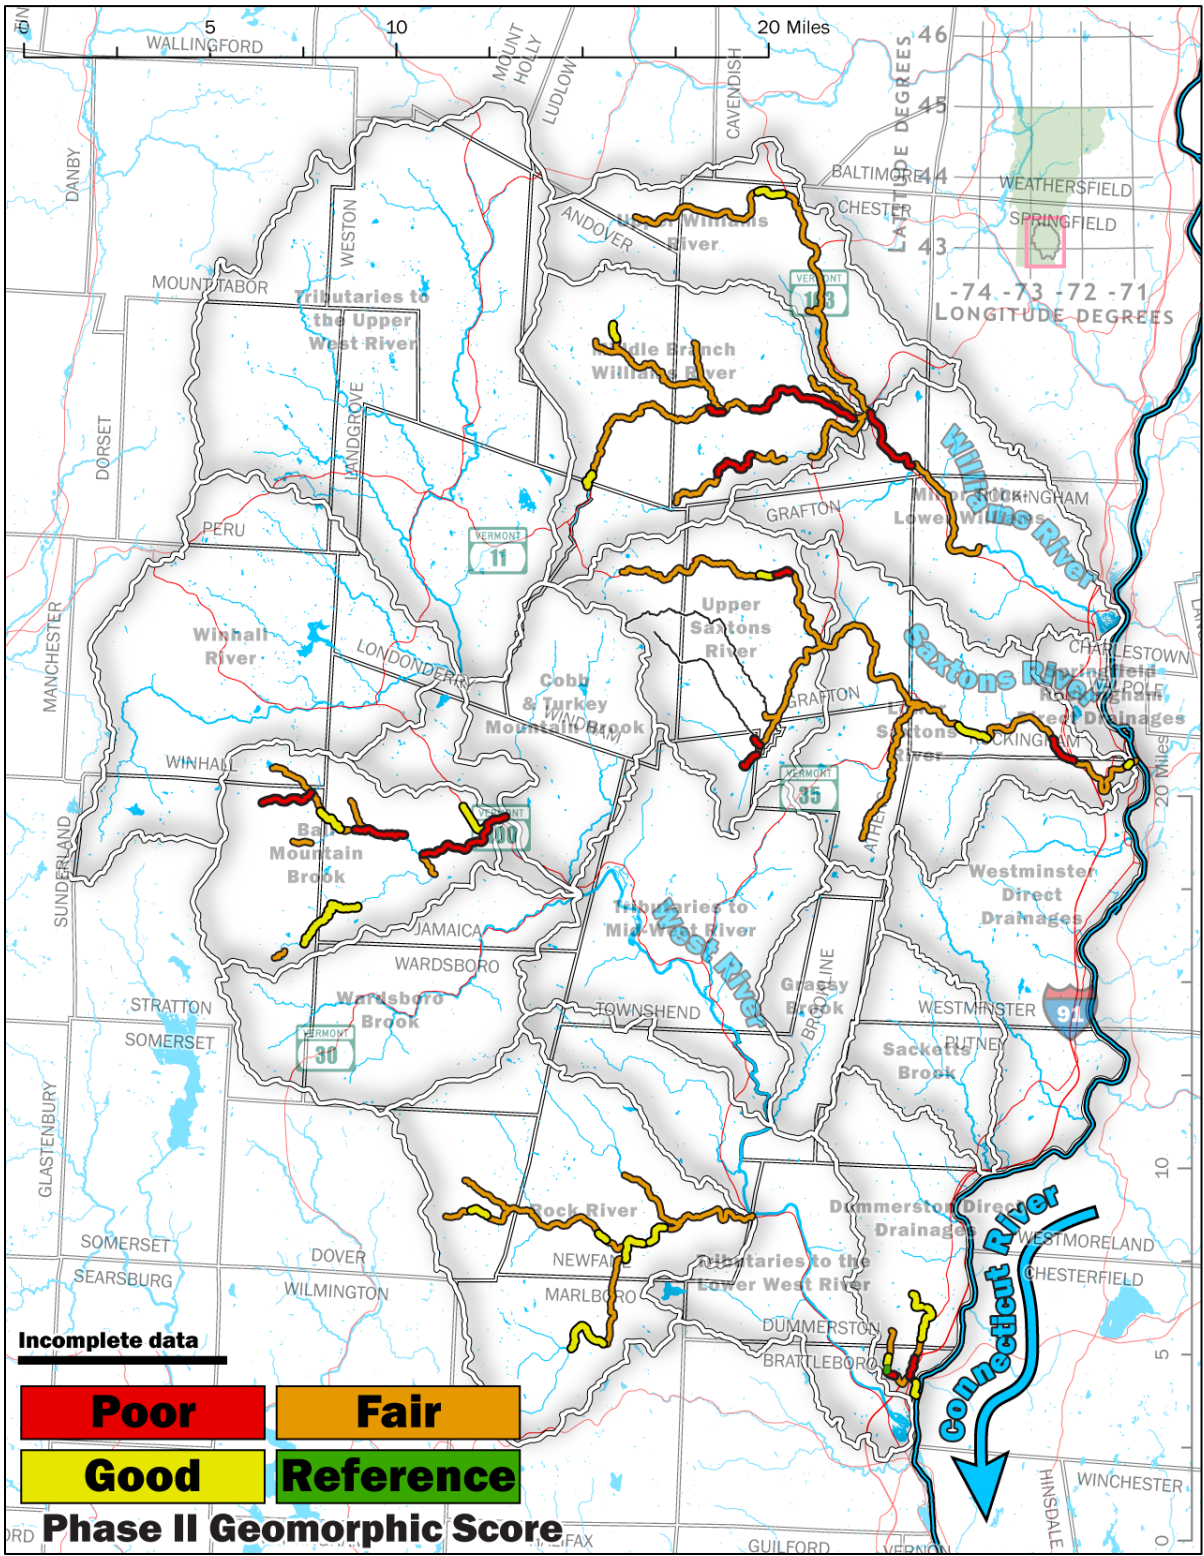 0
5
10
20 Miles
WALLINGFORD
MOUNT
HOLLY
LUDLOW
CAVENDISH
DANBY
WESTON
ANDOVER
BALTIMORE
CHESTER
WEATHERSFIELD
SPRINGFIELD
LATITUDE DEGREES
46
45
44
43
-74
-73
-72
-71
LONGITUDE DEGREES
Upper Williams
River
VERMONT
103
MOUNT TABOR
Tributaries to
the Upper
West River
Middle Branch
Williams River
DORSET
LANDGROVE
PERU
GRAFTON
Williams River
ROCKINGHAM
Lower Williams
VERMONT
11
MANCHESTER
Winhall
River
LONDONDERRY
Upper
Saxtons
River
Cobb
& Turkey
Mountain Brook
WINDHAM
GRAFTON
Saxtons River
CHARLESTOWN
Springfield
Rockingham
Direct Drainages
Lower
Saxtons
River
ROCKINGHAM
WINHALL
VERMONT
35
20 Miles
VERMONT
100
Ball
Mountain
Brook
SUNDERLAND
ATHENS
Westminster
Direct
Drainages
Tributaries to
Mid-West River
West River
JAMAICA
WARDSBORO
Wardsboro
Brook
STRATTON
SOMERSET
VERMONT
30
TOWNSHEND
Grassy
Brook
BROOKLINE
WESTMINSTER
91
PUTNEY
Sacketts
Brook
GLASTENBURY
10
Rock River
Dummerston Direct
Drainages
Connecticut River
WESTMORELAND
CHESTERFIELD
SOMERSET
SEARSBURG
DOVER
WILMINGTON
MARLBORO
Tributaries to the
Lower West River
DUMMERSTON
BRATTLEBORO
5
Incomplete data
Poor
Fair
Good
Reference
Phase II Geomorphic Score
HINSDALE
WINCHESTER
GUILFORD
VERNON
0